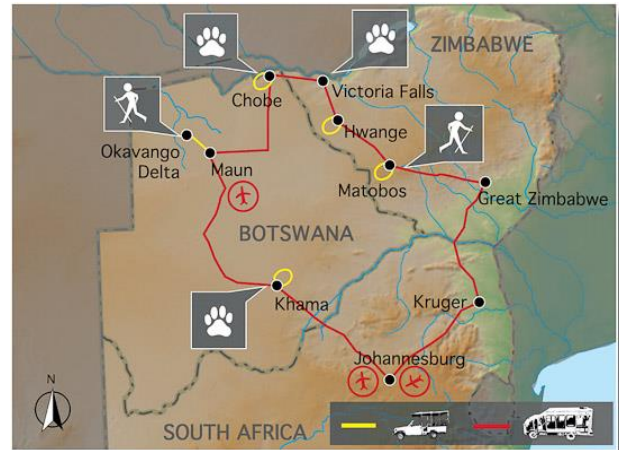 ZIMBABWE
Chobe
Victoria Falls
Hwange
Okavango
Delta
Maun
Matobos
Great Zimbabwe
BOTSWANA
Khama
Kruger
Johannesburg
N
SOUTH AFRICA